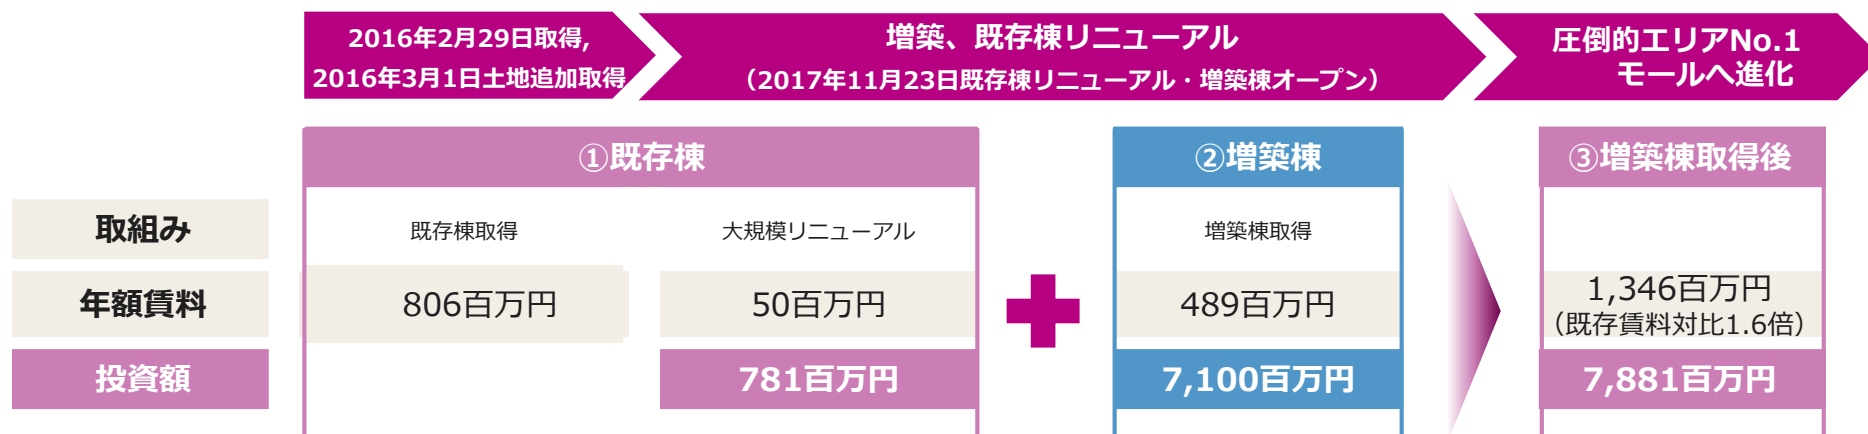 2016年2月29日取得,
2016年3月1日土地追加取得
増築、既存棟リニューアル
（2017年11月23日既存棟リニューアル・増築棟オープン）
圧倒的エリアNo.1
モールへ進化
①既存棟
②増築棟
③増築棟取得後
取組み
既存棟取得
大規模リニューアル
増築棟取得
年額賃料
806百万円
50百万円
489百万円
1,346百万円
（既存賃料対比1.6倍）
投資額
781百万円
7,100百万円
7,881百万円